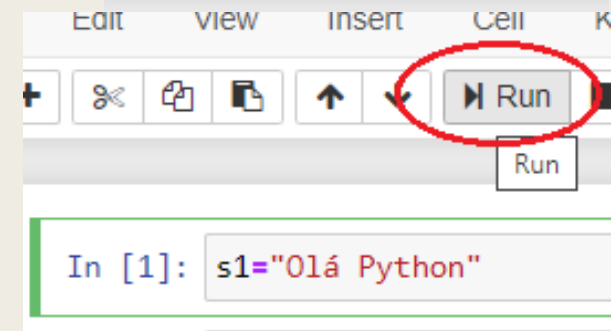 Edit View Insert Cell K
Run
Run
In [1]: s1="Olá Python"